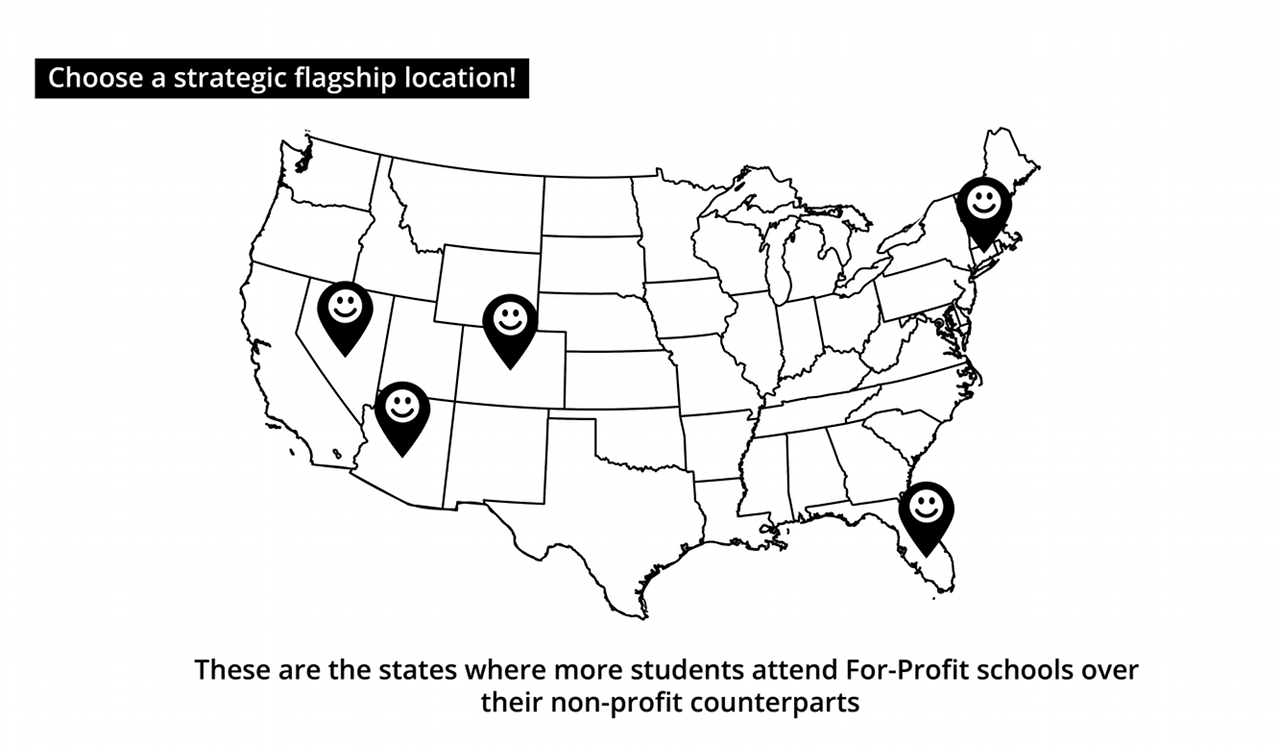 Choose a strategic flagship location!
These are the states where more students attend For-Profit schools over
their non-profit counterparts